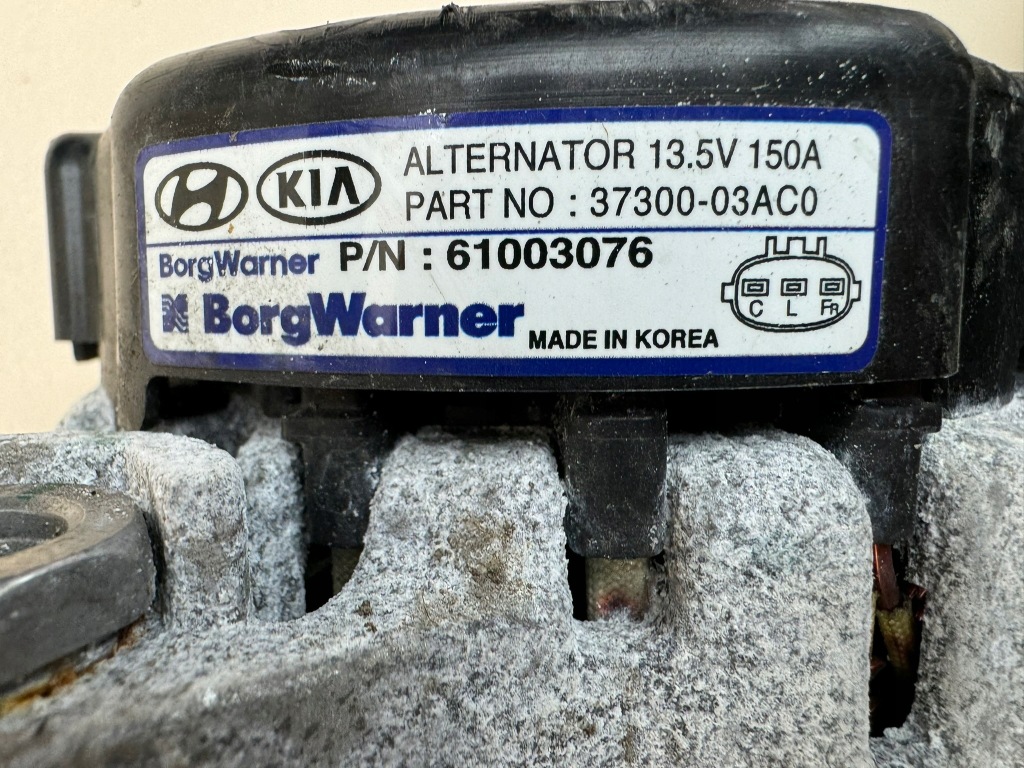 KIA
ALTERNATOR 13.5V 150A
PART NO : 37300-03AC0
BorgWarner P/N : 61003076
BorgWarner MADE IN KOREA
C L FR